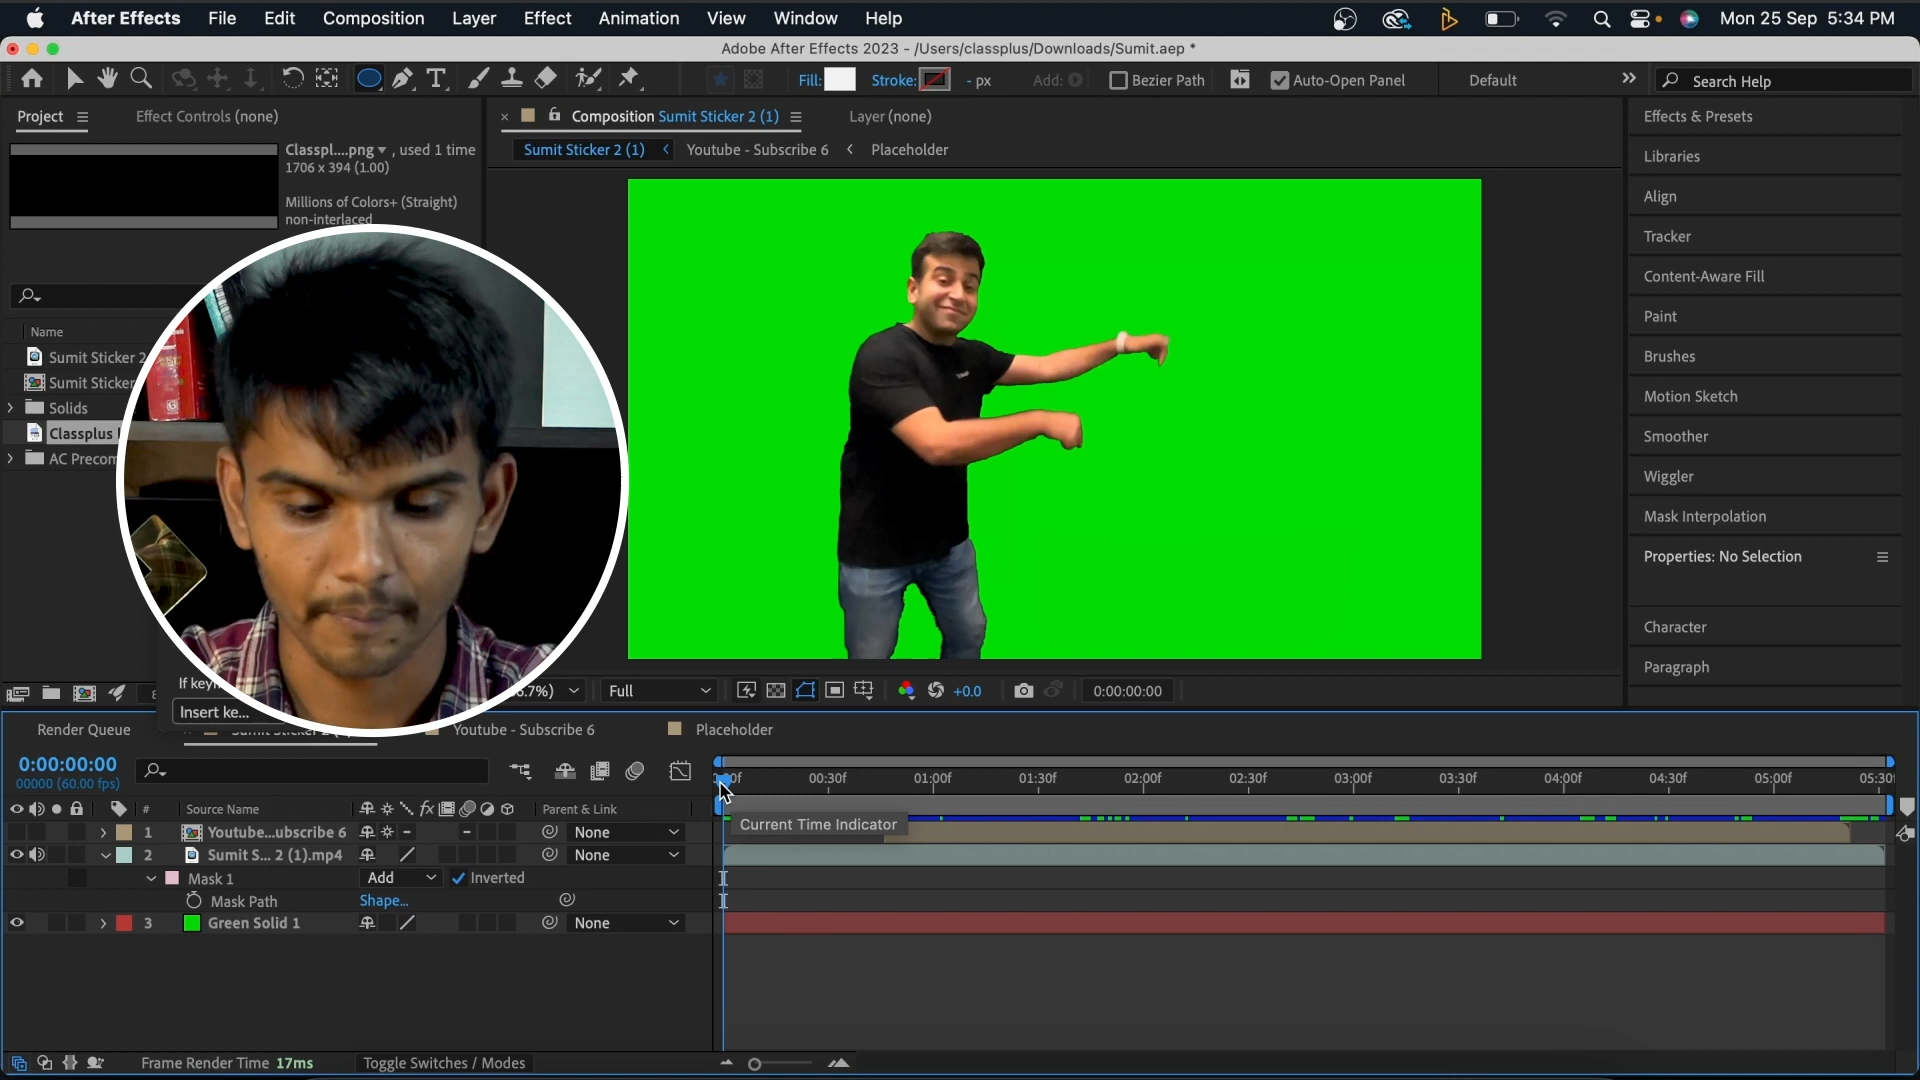 After Effects File Edit Composition Layer Effect Animation View Window Help Mon 25 Sep 5:34 PM
Adobe After Effects 2023 - /Users/classplus/Downloads/Sumit.aep *
Fill: Stroke: - px Add: Bezier Path Auto-Open Panel Default Search Help
Project Effect Controls (none) Composition Sumit Sticker 2 (1) Layer (none)
Classpl....png , used 1 time
1706 x 394 (1.00)
Millions of Colors+ (Straight)
non-interlaced
Sumit Sticker 2 (1) Youtube - Subscribe 6 Placeholder
Name
Sumit Sticker 2
Sumit Sticker
Solids
Classplus
AC Precom
Effects & Presets
Libraries
Align
Tracker
Content-Aware Fill
Paint
Brushes
Motion Sketch
Smoother
Wiggler
Mask Interpolation
Properties: No Selection
Character
Paragraph
Insert ke...
Full +0.0 0:00:00:00
Render Queue Youtube - Subscribe 6 Placeholder
0:00:00:00
00000 (60.00 fps)
00:30f 01:00f 01:30f 02:00f 02:30f 03:00f 03:30f 04:00f 04:30f 05:00f 05:30
# Source Name fx Parent & Link
1 Youtube...ubscribe 6 None
Current Time Indicator
2 Sumit S... 2 (1).mp4 None
Mask 1 Add Inverted
Mask Path Shape...
3 Green Solid 1 None
Frame Render Time 17ms Toggle Switches / Modes